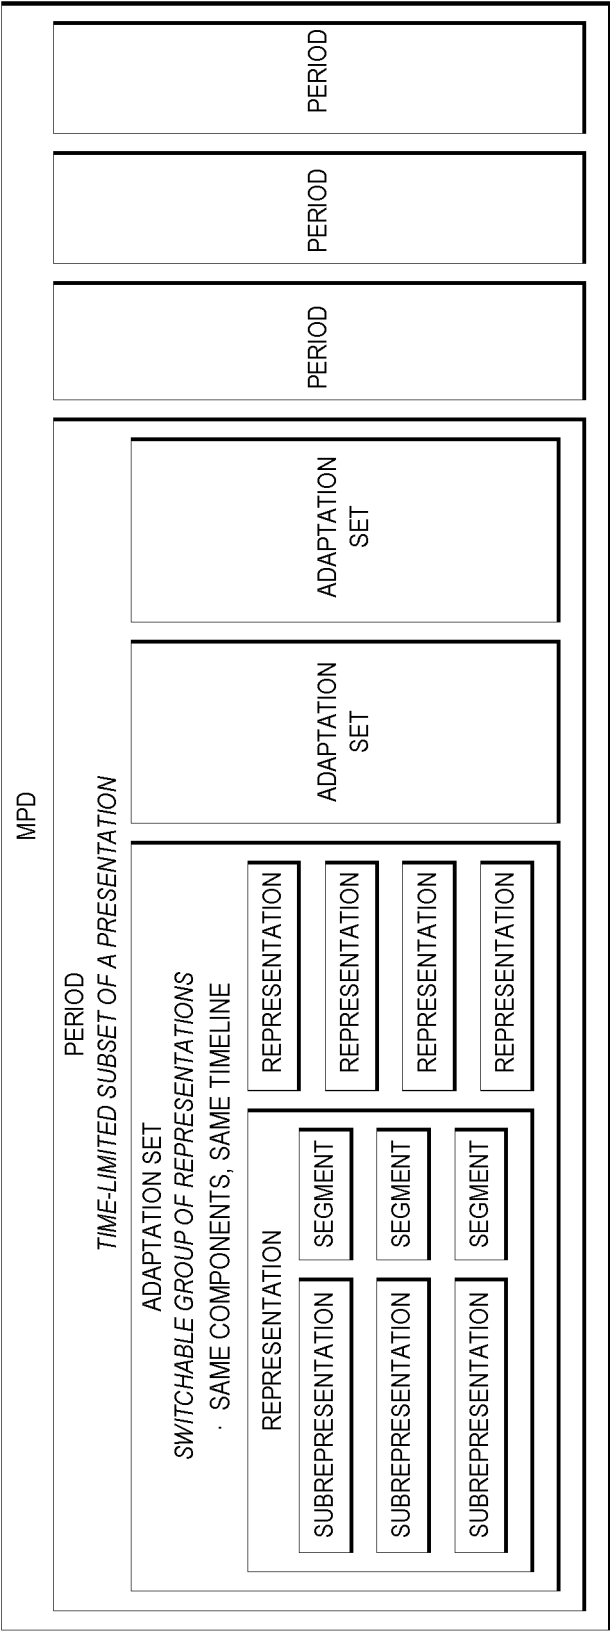 MPD
PERIOD
TIME-LIMITED SUBSET OF A PRESENTATION
ADAPTATION SET
SWITCHABLE GROUP OF REPRESENTATIONS
· SAME COMPONENTS, SAME TIMELINE
REPRESENTATION
SUBREPRESENTATION
SEGMENT
SUBREPRESENTATION
SEGMENT
SUBREPRESENTATION
SEGMENT
REPRESENTATION
REPRESENTATION
REPRESENTATION
REPRESENTATION
ADAPTATION
SET
ADAPTATION
SET
PERIOD
PERIOD
PERIOD